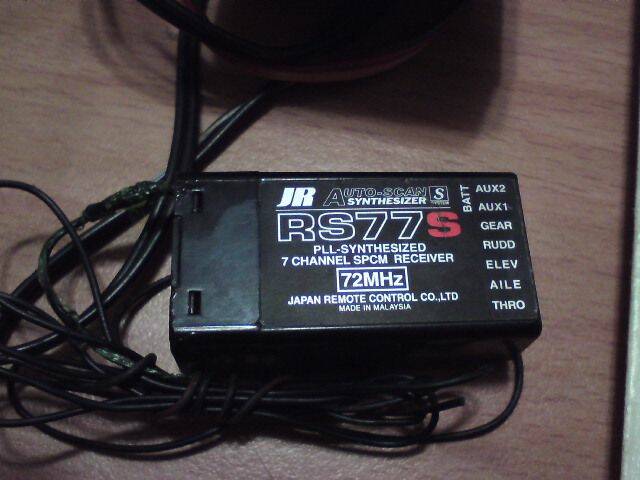 JR AUTO-SCAN SYNTHESIZER S
RS77S
PLL-SYNTHESIZED
7 CHANNEL SPCM RECEIVER
72MHz
JAPAN REMOTE CONTROL CO.,LTD
MADE IN MALAYSIA
BATT
AUX2
AUX1
GEAR
RUDD
ELEV
AILE
THRO